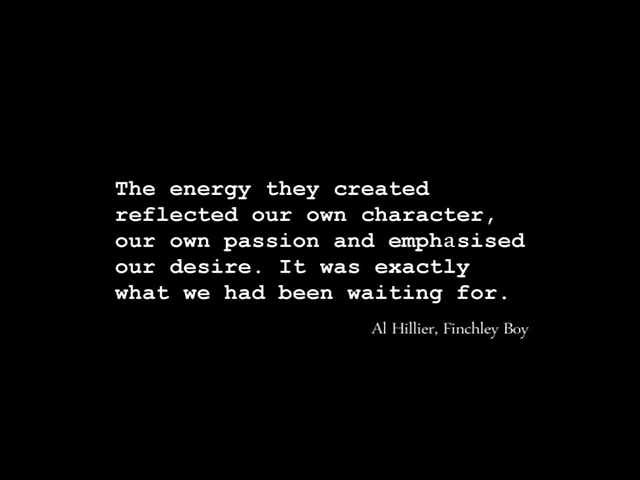 The energy they created
reflected our own character,
our own passion and emphasised
our desire. It was exactly
what we had been waiting for.
Al Hillier, Finchley Boy